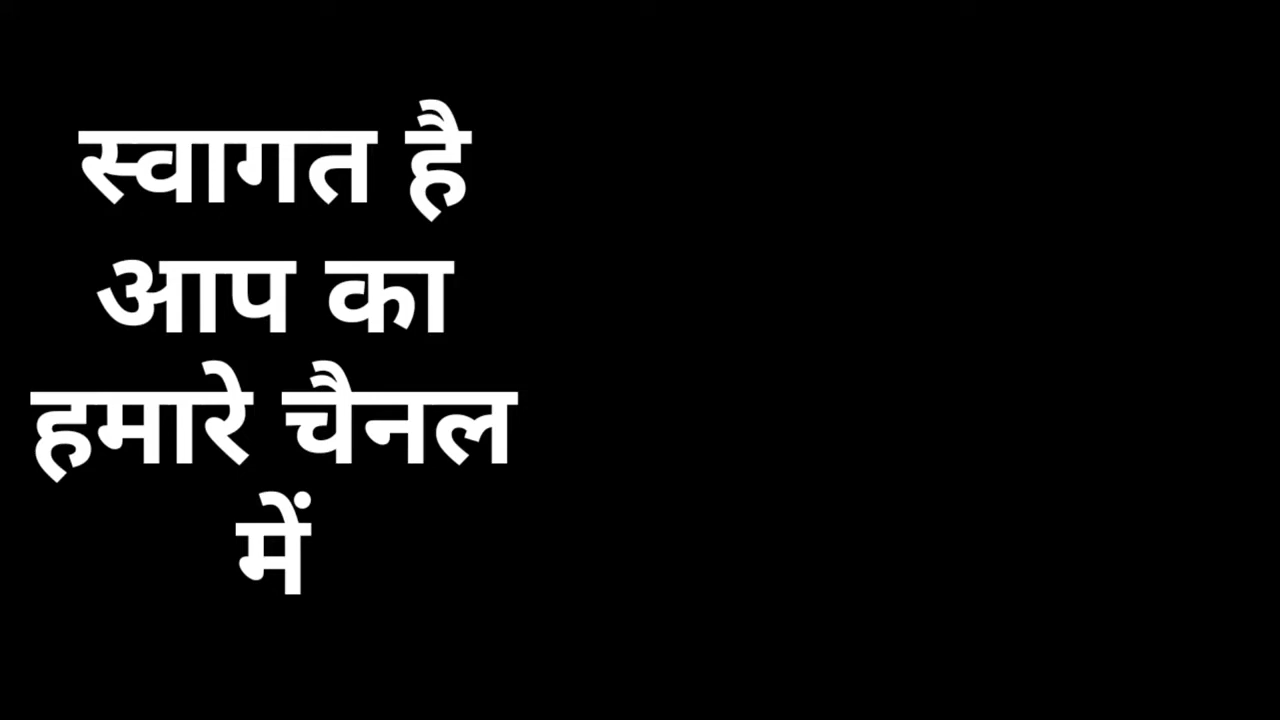 स्वागत है
आप का
हमारे चैनल
में